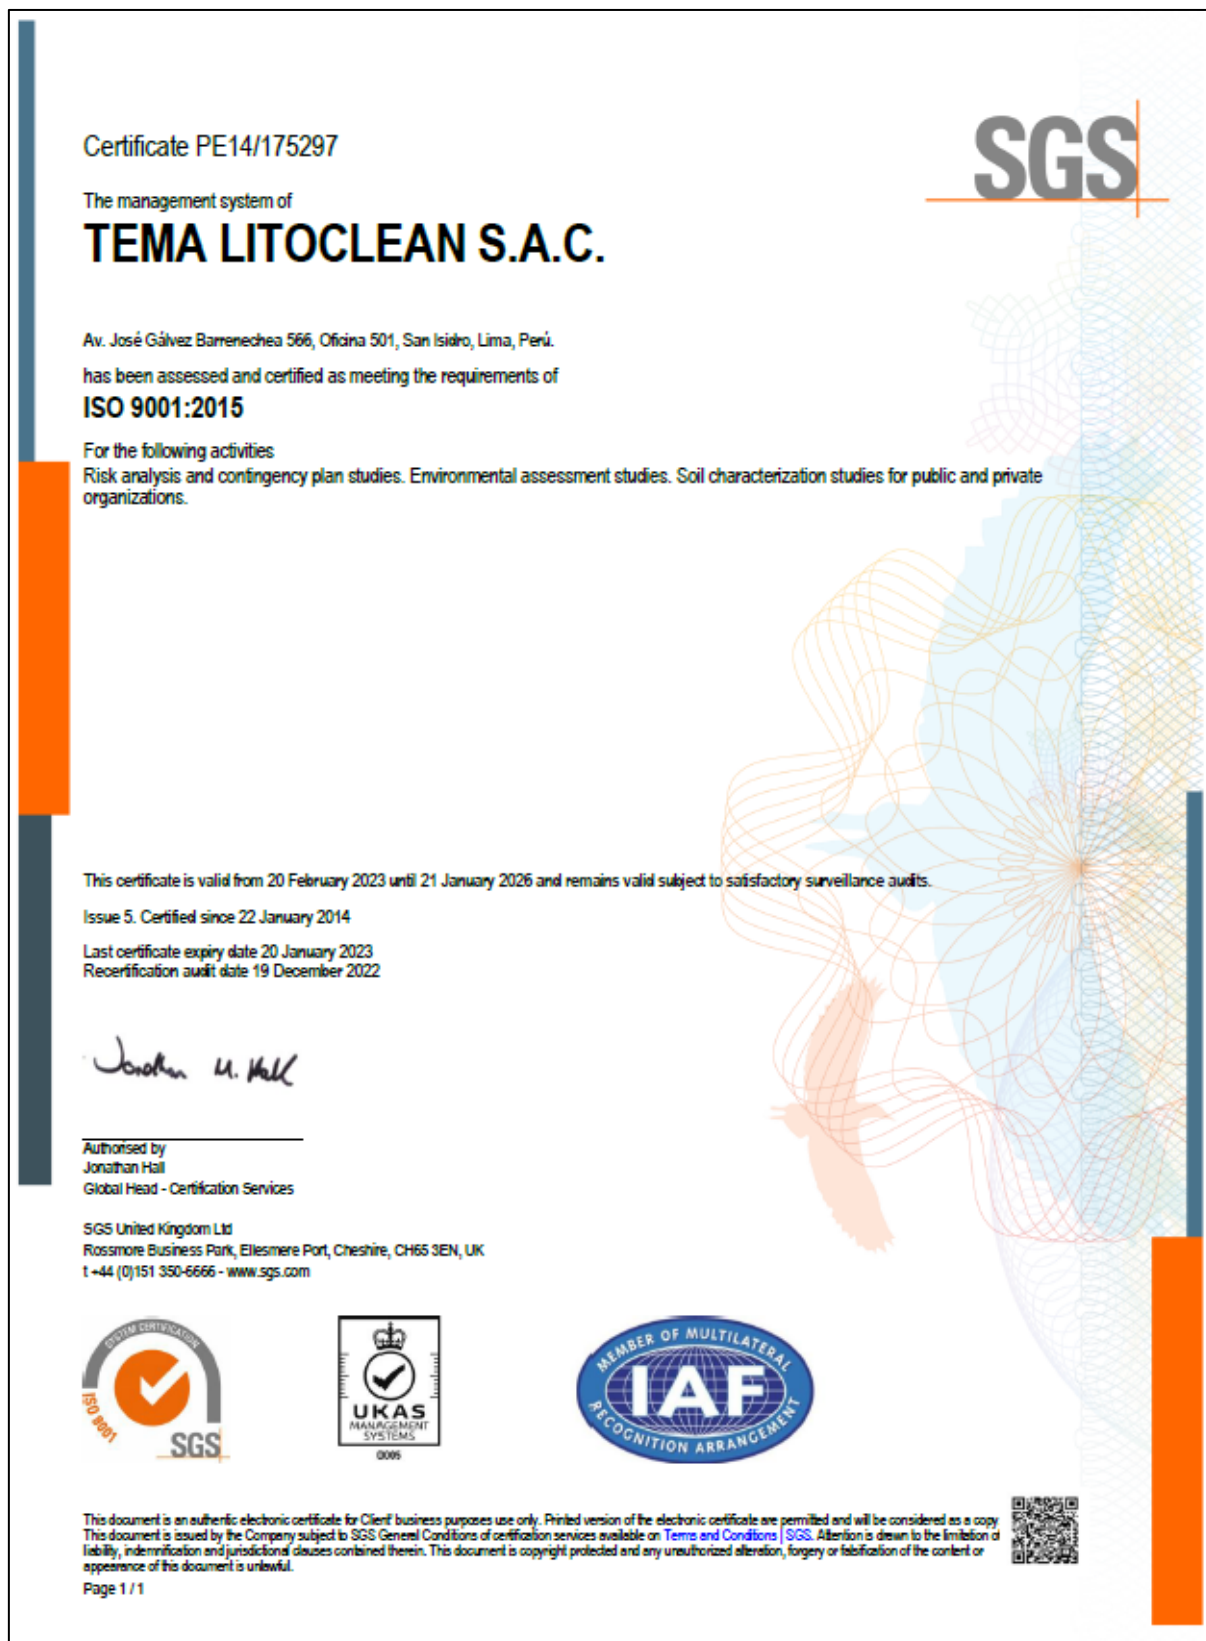 SGS
Certificate PE14/175297
The management system of
TEMA LITOCLEAN S.A.C.
Av. José Gálvez Barrenechea 566, Oficina 501, San Isidro, Lima, Perú.
has been assessed and certified as meeting the requirements of
ISO 9001:2015
For the following activities
Risk analysis and contingency plan studies. Environmental assessment studies. Soil characterization studies for public and private
organizations.
This certificate is valid from 20 February 2023 until 21 January 2026 and remains valid subject to satisfactory surveillance audits.
Issue 5. Certified since 22 January 2014
Last certificate expiry date 20 January 2023
Recertification audit date 19 December 2022
Jonathan M. Hall
Authorised by
Jonathan Hall
Global Head - Certification Services
SGS United Kingdom Ltd
Rossmore Business Park, Ellesmere Port, Cheshire, CH65 3EN, UK
t +44 (0)151 350-6666 - www.sgs.com
SYSTEM CERTIFICATION
ISO 9001
SGS
UKAS
MANAGEMENT
SYSTEMS
0005
MEMBER OF MULTILATERAL
IAF
RECOGNITION ARRANGEMENT
This document is an authentic electronic certificate for Client' business purposes use only. Printed version of the electronic certificate are permitted and will be considered as a copy
This document is issued by the Company subject to SGS General Conditions of certification services available on Terms and Conditions | SGS. Attention is drawn to the limitation of
liability, indemnification and jurisdictional clauses contained therein. This document is copyright protected and any unauthorized alteration, forgery or falsification of the content or
appearance of this document is unlawful.
Page 1 / 1